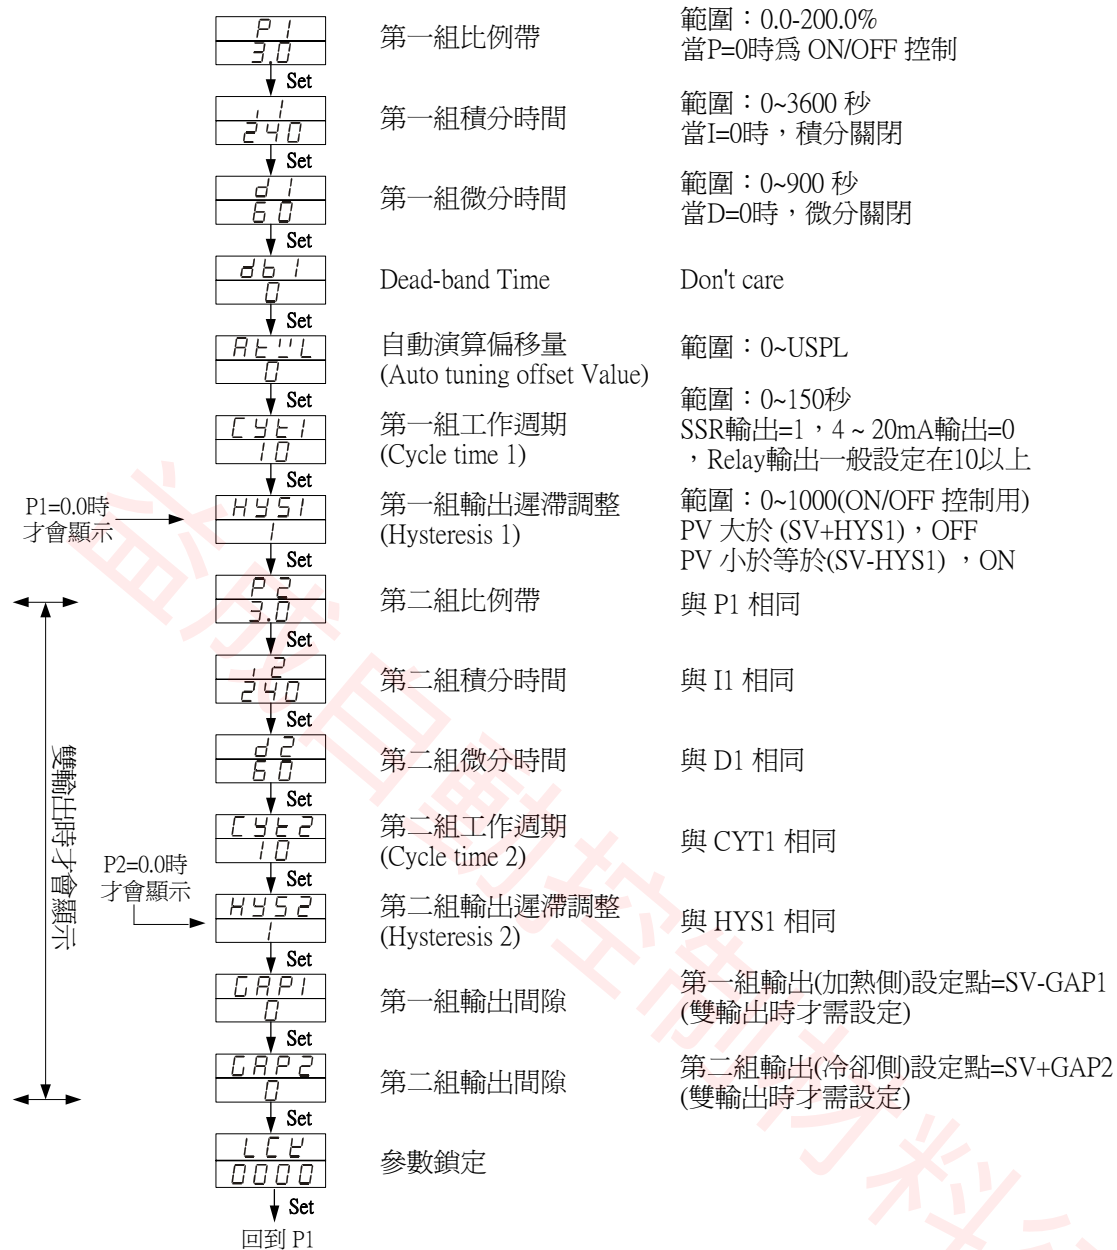 P1
3.0
第一組比例帶
範圍：0.0-200.0%
當P=0時為 ON/OFF 控制
Set
i1
240
第一組積分時間
範圍：0~3600 秒
當I=0時，積分關閉
Set
d1
60
第一組微分時間
範圍：0~900 秒
當D=0時，微分關閉
Set
db1
0
Dead-band Time
Don't care
Set
0
自動演算偏移量
(Auto tuning offset Value)
範圍：0~USPL
Set
CYt1
10
第一組工作週期
(Cycle time 1)
範圍：0~150秒
SSR輸出=1，4 ~ 20mA輸出=0
，Relay輸出一般設定在10以上
Set
P1=0.0時
才會顯示
HYS1
1
第一組輸出遲滯調整
(Hysteresis 1)
範圍：0~1000(ON/OFF 控制用)
PV 大於 (SV+HYS1)，OFF
PV 小於等於(SV-HYS1) ，ON
Set
P2
3.0
第二組比例帶
與 P1 相同
Set
i2
240
第二組積分時間
與 I1 相同
Set
d2
60
第二組微分時間
與 D1 相同
Set
雙輸出時才會顯示
CYt2
10
第二組工作週期
(Cycle time 2)
與 CYT1 相同
Set
P2=0.0時
才會顯示
HYS2
1
第二組輸出遲滯調整
(Hysteresis 2)
與 HYS1 相同
Set
GAP1
0
第一組輸出間隙
第一組輸出(加熱側)設定點=SV-GAP1
(雙輸出時才需設定)
Set
GAP2
0
第二組輸出間隙
第二組輸出(冷卻側)設定點=SV+GAP2
(雙輸出時才需設定)
Set
LCK
0000
參數鎖定
Set
回到 P1
益成自動控制材料行